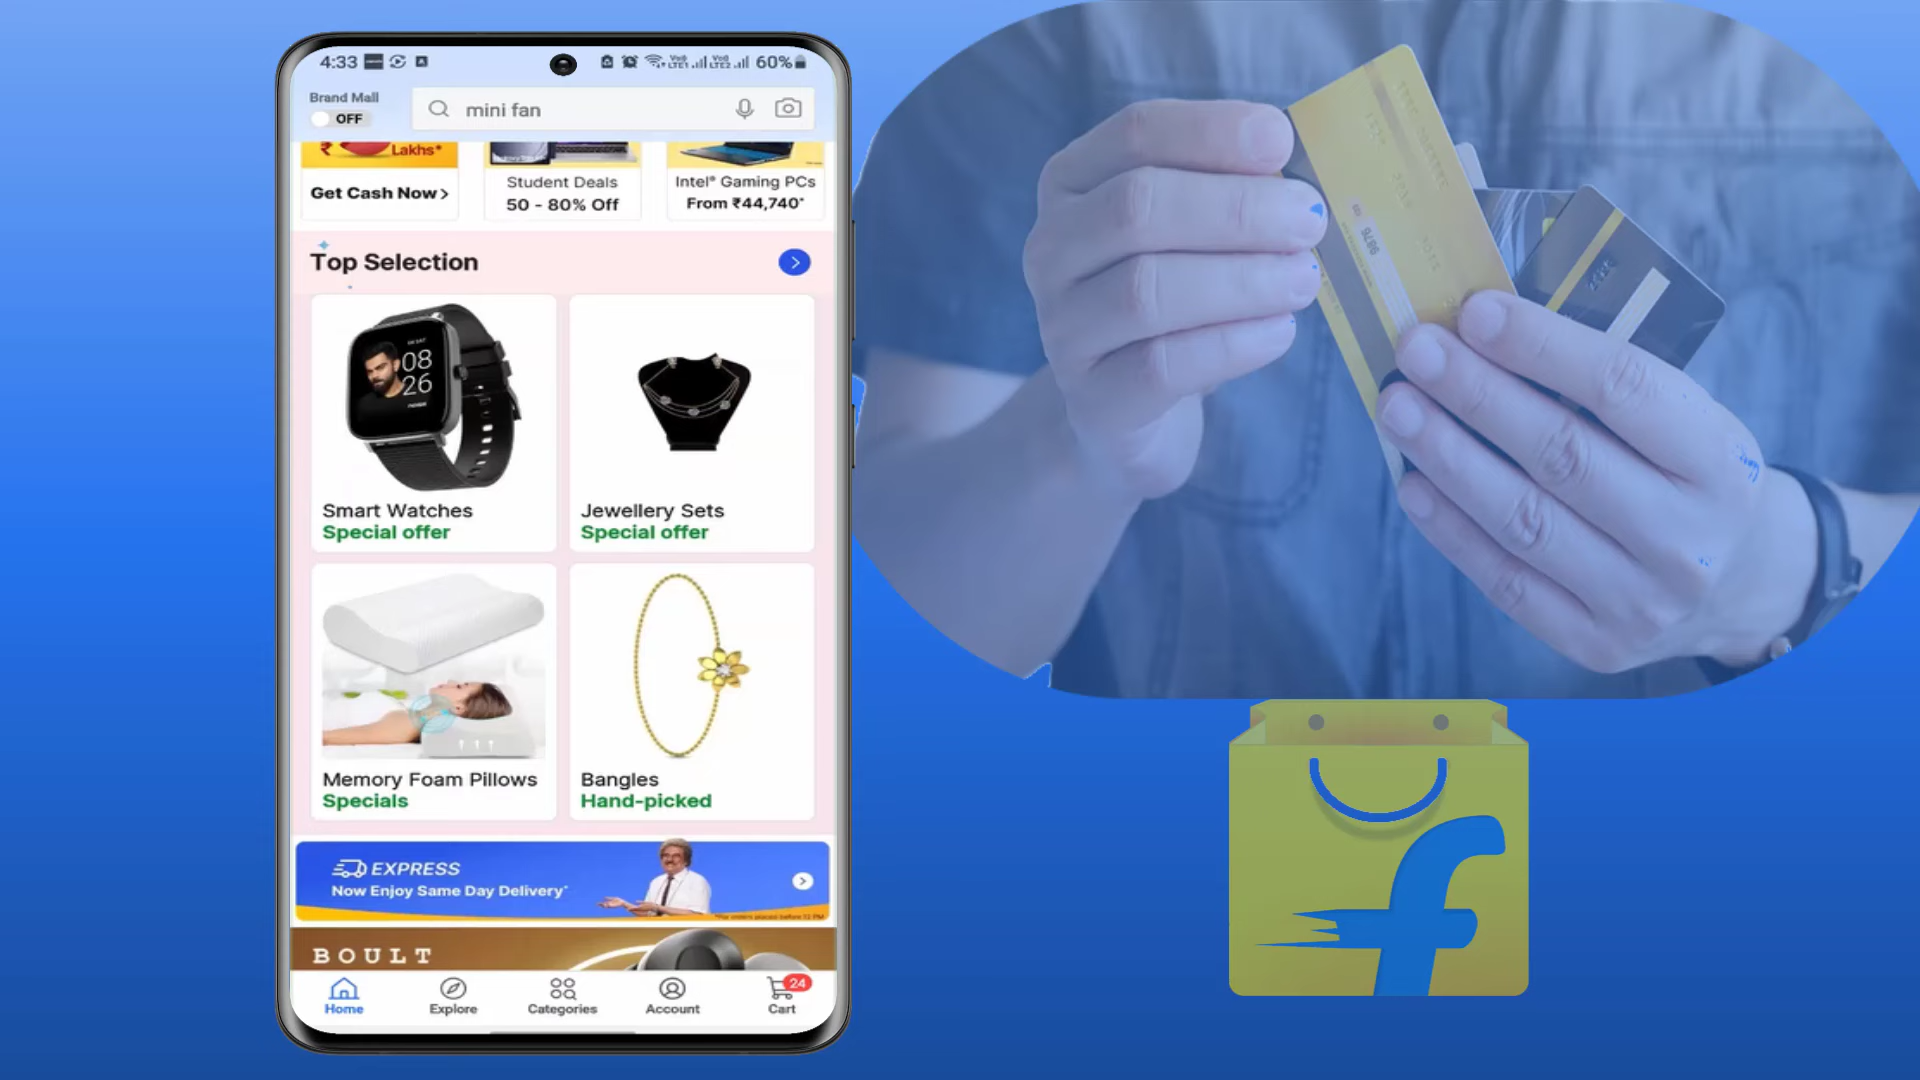 4:33
60%
Brand Mall
OFF
mini fan
₹ Lakhs*
Get Cash Now >
Student Deals
50 - 80% Off
Intel® Gaming PCs
From ₹44,740*
Top Selection
08
26
Smart Watches
Special offer
Jewellery Sets
Special offer
Memory Foam Pillows
Specials
Bangles
Hand-picked
EXPRESS
Now Enjoy Same Day Delivery*
BOULT
Home
Explore
Categories
Account
24
Cart
9876
f